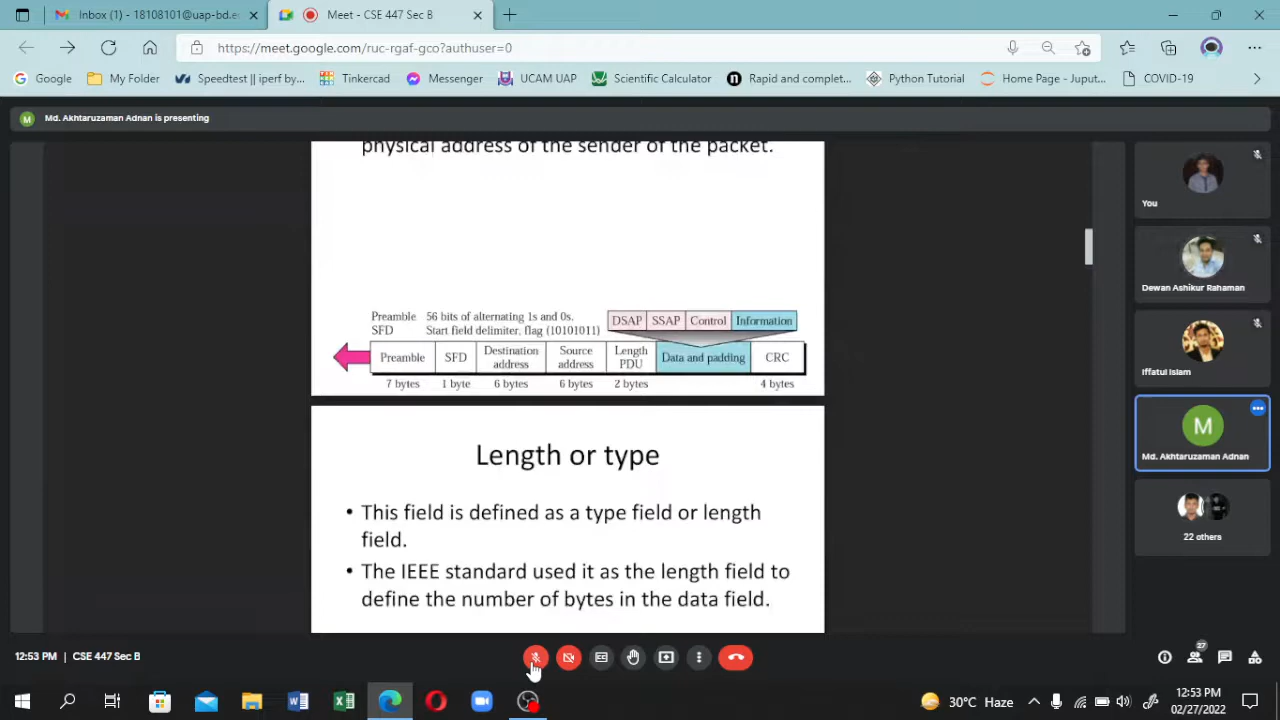 Inbox (1) - 18108101@uap-bd.e
Meet - CSE 447 Sec B
https://meet.google.com/ruc-rgaf-gco?authuser=0
Google
My Folder
Speedtest || iperf by...
Tinkercad
Messenger
UCAM UAP
Scientific Calculator
Rapid and complet...
Python Tutorial
Home Page - Juput...
COVID-19
M
Md. Akhtaruzaman Adnan is presenting
physical address of the sender of the packet.
Preamble 56 bits of alternating 1s and 0s.
SFD Start field delimiter, flag (10101011)
DSAP SSAP Control Information
Preamble SFD Destination address Source address Length PDU Data and padding CRC
7 bytes 1 byte 6 bytes 6 bytes 2 bytes 4 bytes
Length or type
• This field is defined as a type field or length
field.
• The IEEE standard used it as the length field to
define the number of bytes in the data field.
You
Dewan Ashikur Rahaman
Iffatul Islam
M
Md. Akhtaruzaman Adnan
22 others
12:53 PM | CSE 447 Sec B
CC
27
30°C Haze
12:53 PM
02/27/2022